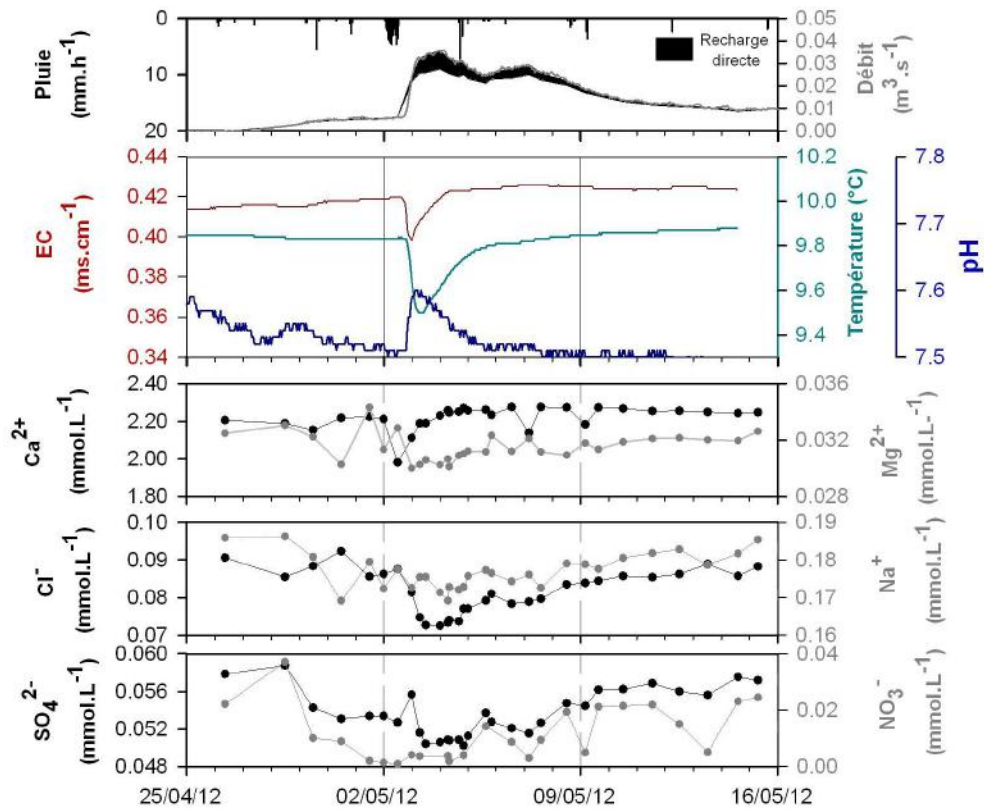 0
10
20
Pluie
(mm.h-1)
Recharge
directe
0.05
0.04
0.03
0.02
0.01
0.00
Débit
(m3.s-1)
0.44
0.42
0.40
0.38
0.36
0.34
EC
(ms.cm-1)
10.2
10.0
9.8
9.6
9.4
Température (°C)
7.8
7.7
7.6
7.5
pH
2.40
2.20
2.00
1.80
Ca2+
(mmol.L-1)
0.036
0.032
0.028
Mg2+
(mmol.L-1)
0.10
0.09
0.08
0.07
Cl-
(mmol.L-1)
0.19
0.18
0.17
0.16
Na+
(mmol.L-1)
0.060
0.056
0.052
0.048
SO42-
(mmol.L-1)
0.04
0.02
0.00
NO3-
(mmol.L-1)
25/04/12
02/05/12
09/05/12
16/05/12